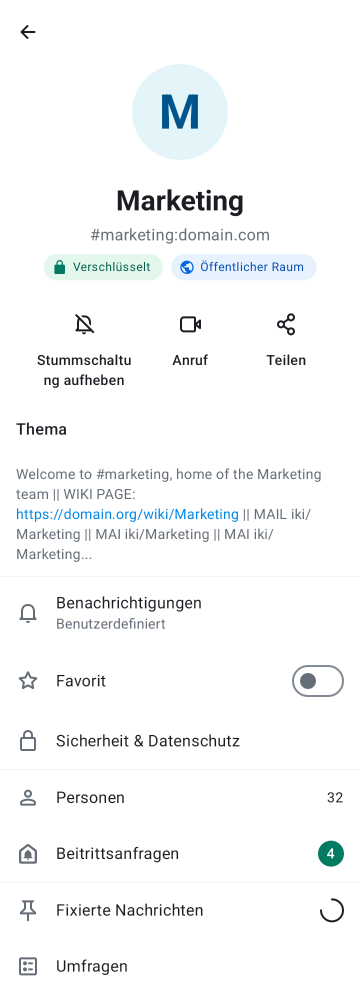 M
Marketing
#marketing:domain.com
Verschlüsselt
Öffentlicher Raum
Stummschaltu
ng aufheben
Anruf
Teilen
Thema
Welcome to #marketing, home of the Marketing
team || WIKI PAGE:
https://domain.org/wiki/Marketing || MAIL iki/
Marketing || MAI iki/Marketing || MAI iki/
Marketing...
Benachrichtigungen
Benutzerdefiniert
Favorit
Sicherheit & Datenschutz
Personen 32
Beitrittsanfragen 4
Fixierte Nachrichten
Umfragen